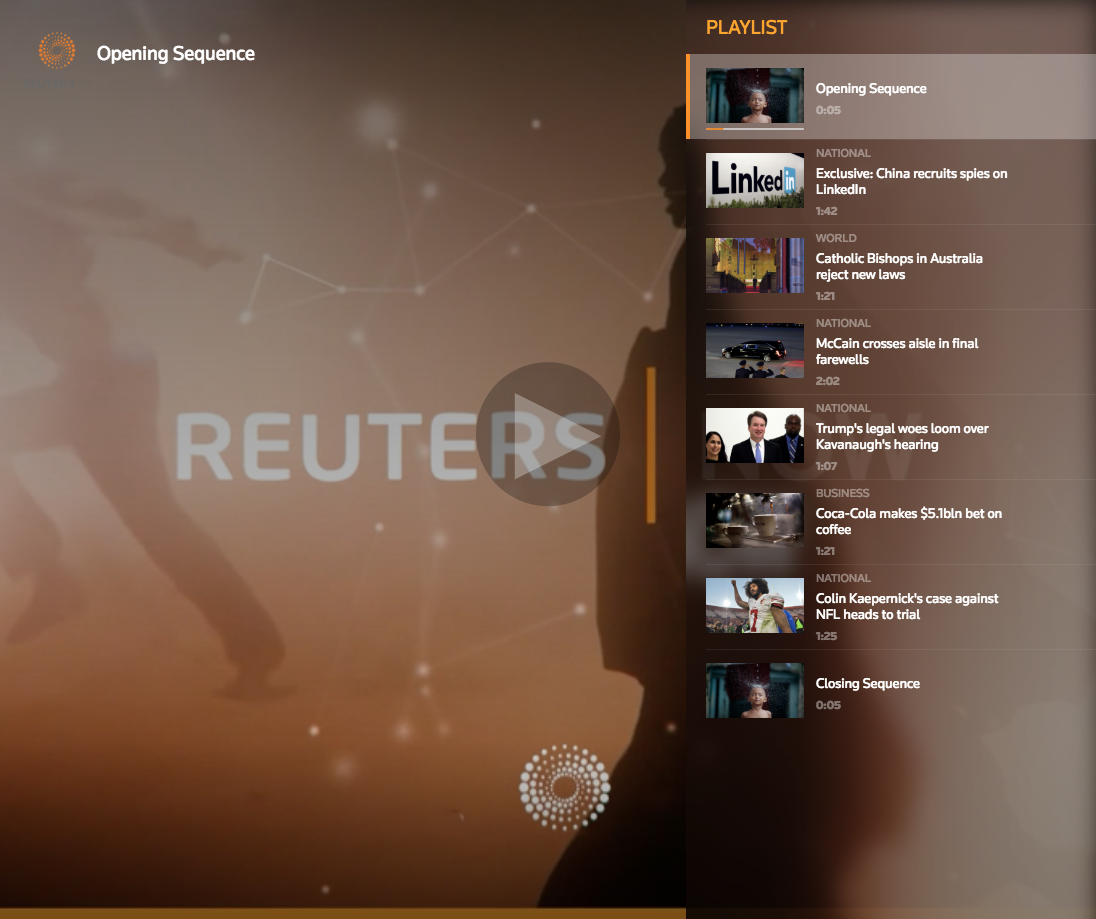 Opening Sequence
REUTERS
PLAYLIST
Opening Sequence
0:05
NATIONAL
Exclusive: China recruits spies on
LinkedIn
1:42
Linkedin
WORLD
Catholic Bishops in Australia
reject new laws
1:21
NATIONAL
McCain crosses aisle in final
farewells
2:02
NATIONAL
Trump's legal woes loom over
Kavanaugh's hearing
1:07
NOW
BUSINESS
Coca-Cola makes $5.1bln bet on
coffee
1:21
NATIONAL
Colin Kaepernick's case against
NFL heads to trial
1:25
7
Closing Sequence
0:05